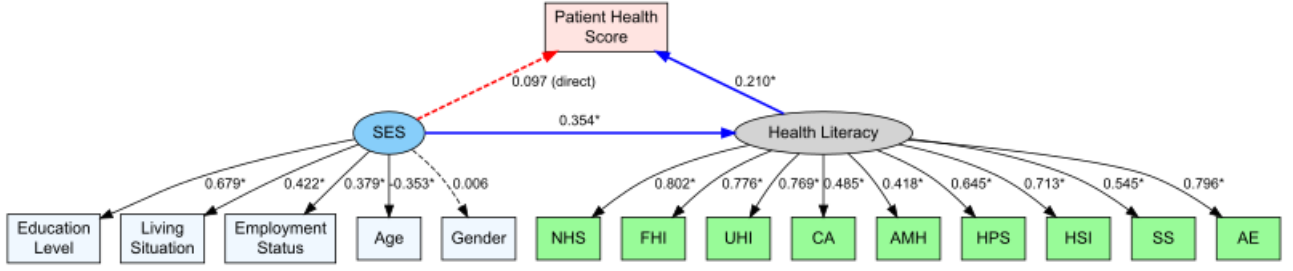 Patient Health
Score
0.097 (direct)
0.210*
SES
0.354*
Health Literacy
0.679*
0.422*
0.379*
-0.353*
0.006
0.802*
0.776*
0.769*
0.485*
0.418*
0.645*
0.713*
0.545*
0.796*
Education
Level
Living
Situation
Employment
Status
Age
Gender
NHS
FHI
UHI
CA
AMH
HPS
HSI
SS
AE